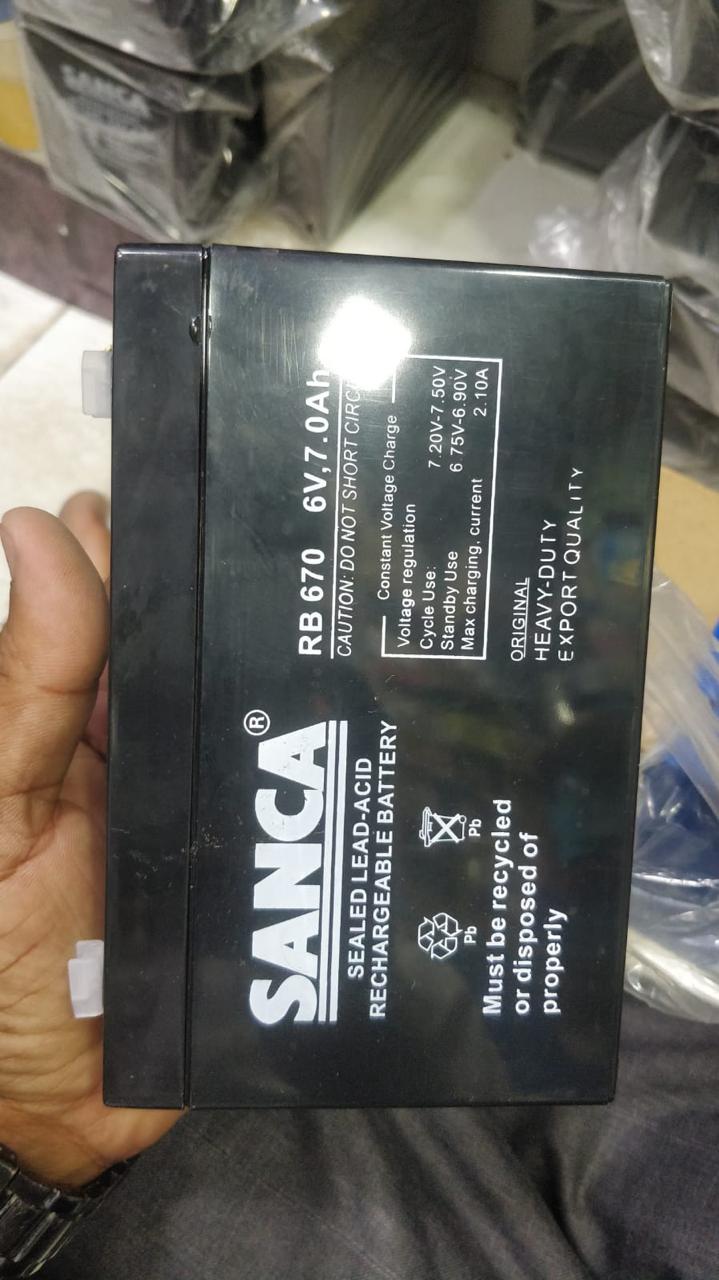 SANCA®
SEALED LEAD-ACID
RECHARGEABLE BATTERY
Pb
Pb
Must be recycled
or disposed of
properly
RB 670 6V,7.0Ah
CAUTION: DO NOT SHORT
Constant Voltage Charge
Voltage regulation
Cycle Use: 7.20V-7.50V
Standby Use 6.75V-6.90V
Max charging, current 2.10A
ORIGINAL
HEAVY-DUTY
EXPORT QUALITY
SANCA